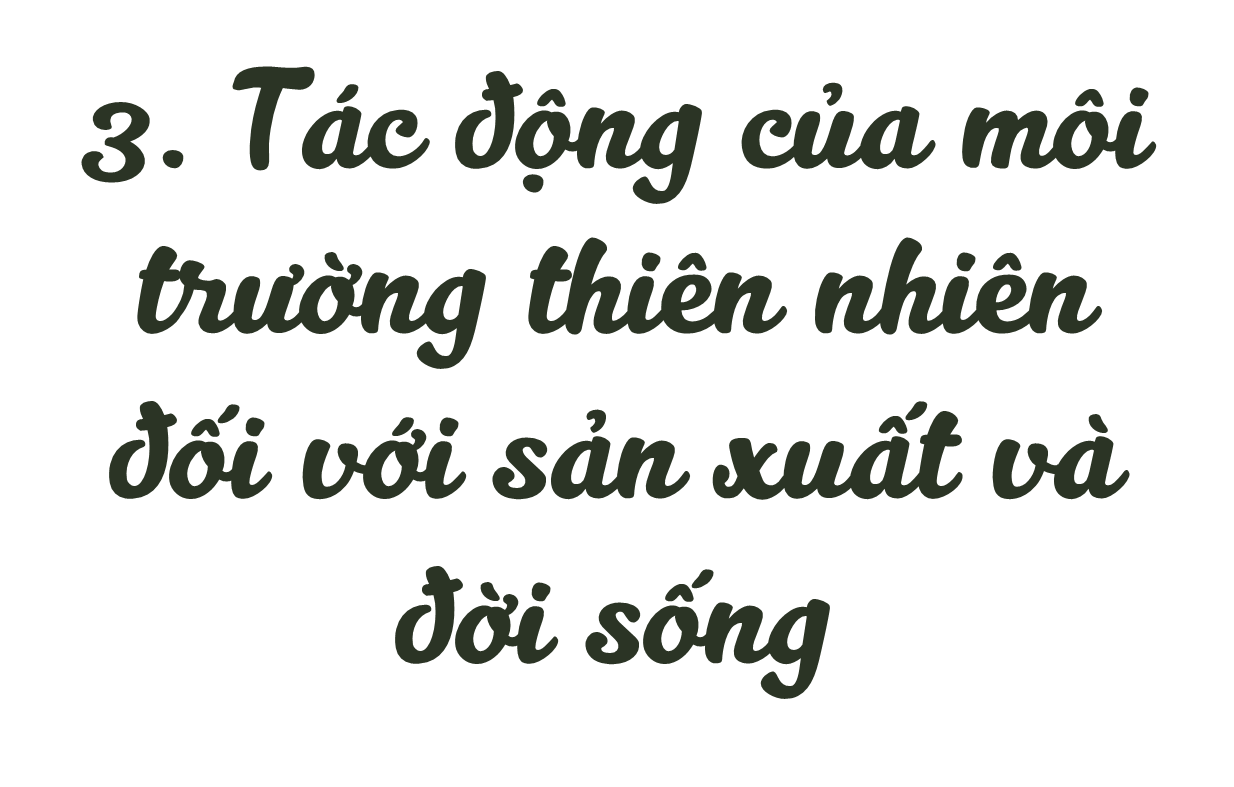 3. Tác động của môi
trường thiên nhiên
đối với sản xuất và
đời sống